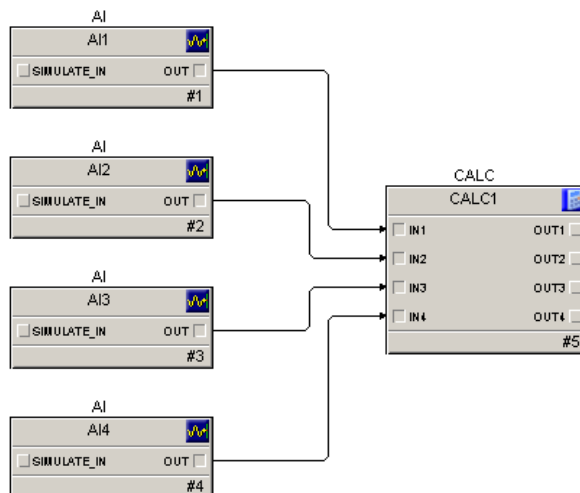 AI
AI1
SIMULATE_IN OUT
#1
AI
AI2
SIMULATE_IN OUT
#2
AI
AI3
SIMULATE_IN OUT
#3
AI
AI4
SIMULATE_IN OUT
#4
CALC
CALC1
IN1 OUT1
IN2 OUT2
IN3 OUT3
IN4 OUT4
#5